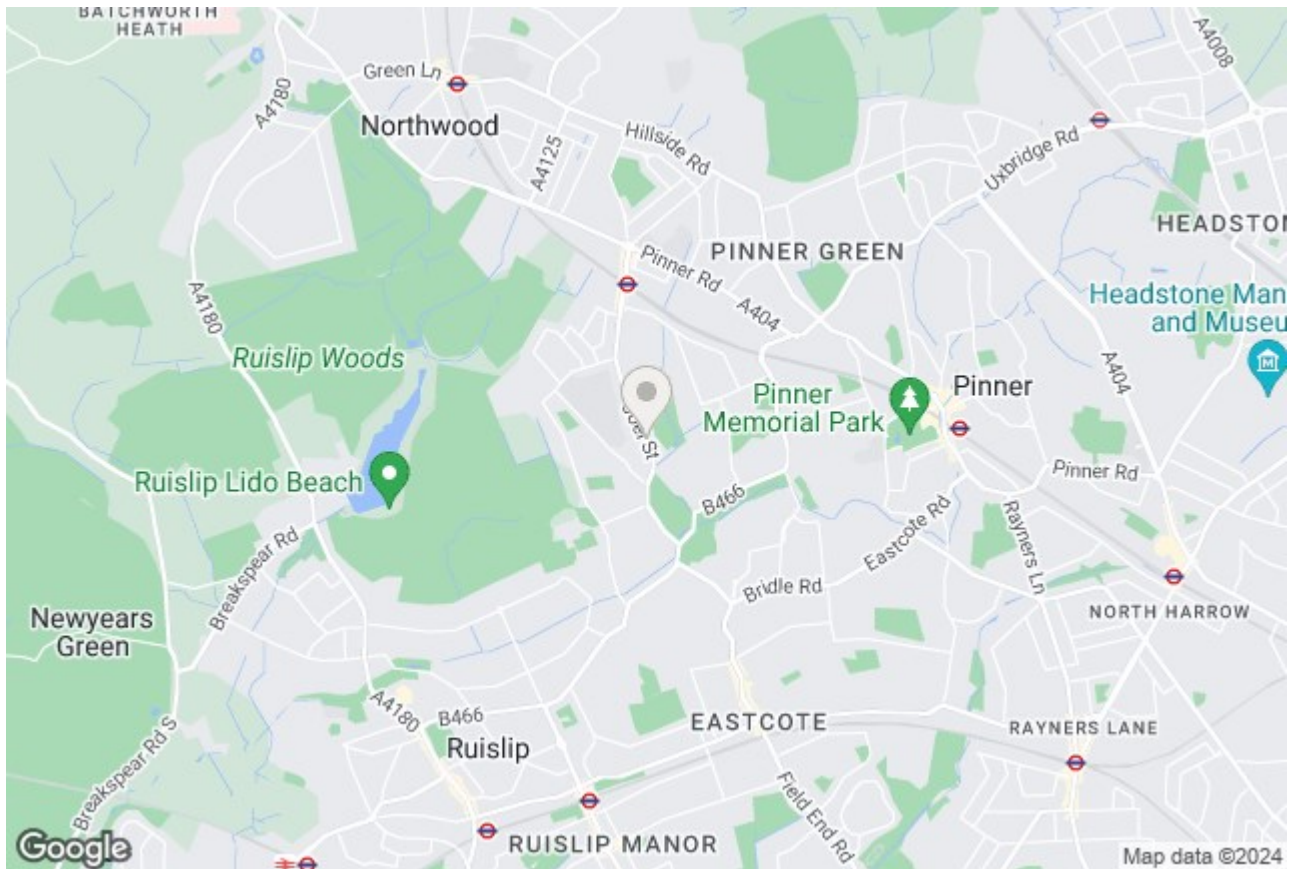 BATCHWORTH
HEATH
A4008
Green Ln
A4180
Northwood
A4125
Hillside Rd
Uxbridge Rd
HEADSTON
PINNER GREEN
Pinner Rd
A404
Headstone Man
and Museu
A4180
Ruislip Woods
A404
Pinner
Pinner
Memorial Park
St
Ruislip Lido Beach
Pinner Rd
B466
Eastcote Rd
Rayners Ln
Breakspear Rd
Bridle Rd
NORTH HARROW
Newyears
Green
A4180
B466
EASTCOTE
RAYNERS LANE
Ruislip
Breakspear Rd S
Field End Rd
RUISLIP MANOR
Google
Map data ©2024